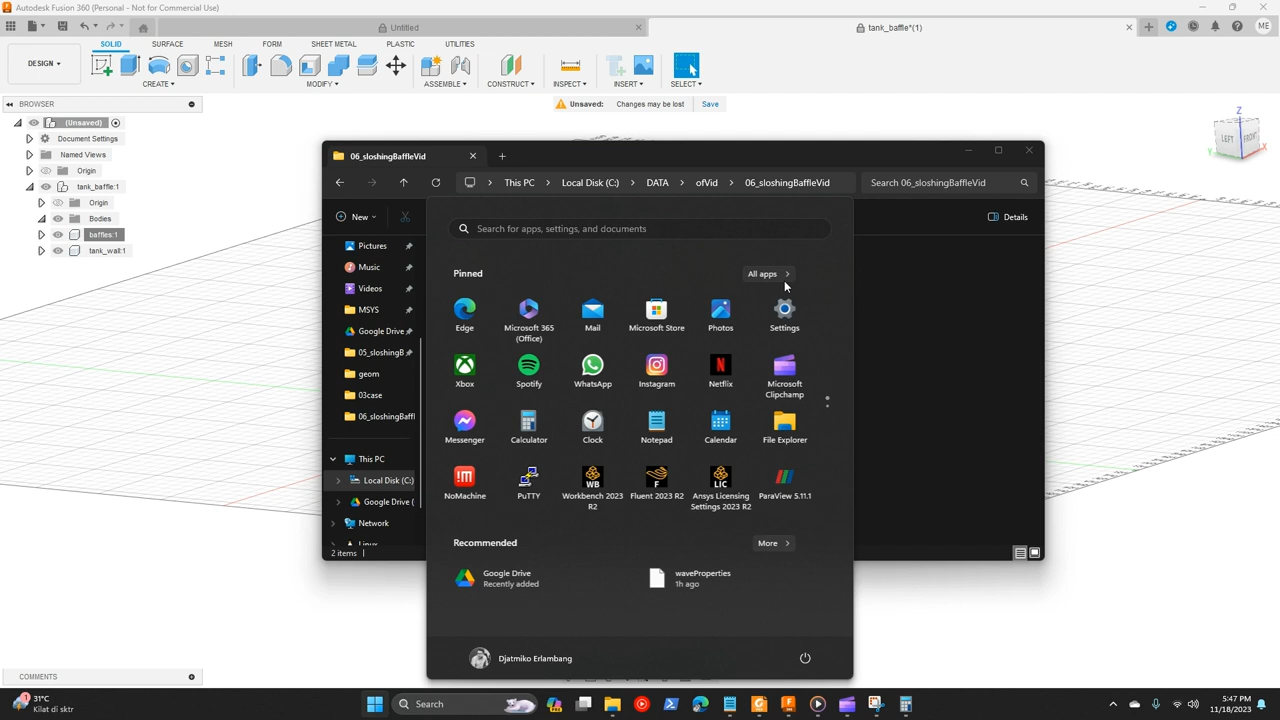 Autodesk Fusion 360 (Personal - Not for Commercial Use)
Untitled
tank_baffle*(1)
ME
SOLID
SURFACE
MESH
FORM
SHEET METAL
PLASTIC
UTILITIES
DESIGN
CREATE
MODIFY
ASSEMBLE
CONSTRUCT
INSPECT
INSERT
SELECT
BROWSER
Unsaved: Changes may be lost Save
(Unsaved)
Document Settings
Named Views
Origin
tank_baffle:1
Origin
Bodies
baffles:1
tank_wall:1
Z
LEFT FRONT
Y
X
06_sloshingBaffleVid
This PC > Local Disk (C:) > DATA > ofVid > 06_sloshingBaffleVid
Search 06_sloshingBaffleVid
New
Details
Pictures
Music
Videos
MSYS
Google Drive
05_sloshingB
geom
03case
06_sloshingBaffl
This PC
Local Disk (C:)
Google Drive (
Network
Linux
2 items
Search for apps, settings, and documents
Pinned
All apps
Edge
Microsoft 365 (Office)
Mail
Microsoft Store
Photos
Settings
Xbox
Spotify
WhatsApp
Instagram
Netflix
Microsoft Clipchamp
Messenger
Calculator
Clock
Notepad
Calendar
File Explorer
NoMachine
PuTTY
Workbench 2023 R2
Fluent 2023 R2
Ansys Licensing Settings 2023 R2
ParaView 5.11.1
Recommended
More
Google Drive
Recently added
waveProperties
1h ago
Djatmiko Erlambang
COMMENTS
31°C
Kilat di sktr
Search
5:47 PM
11/18/2023